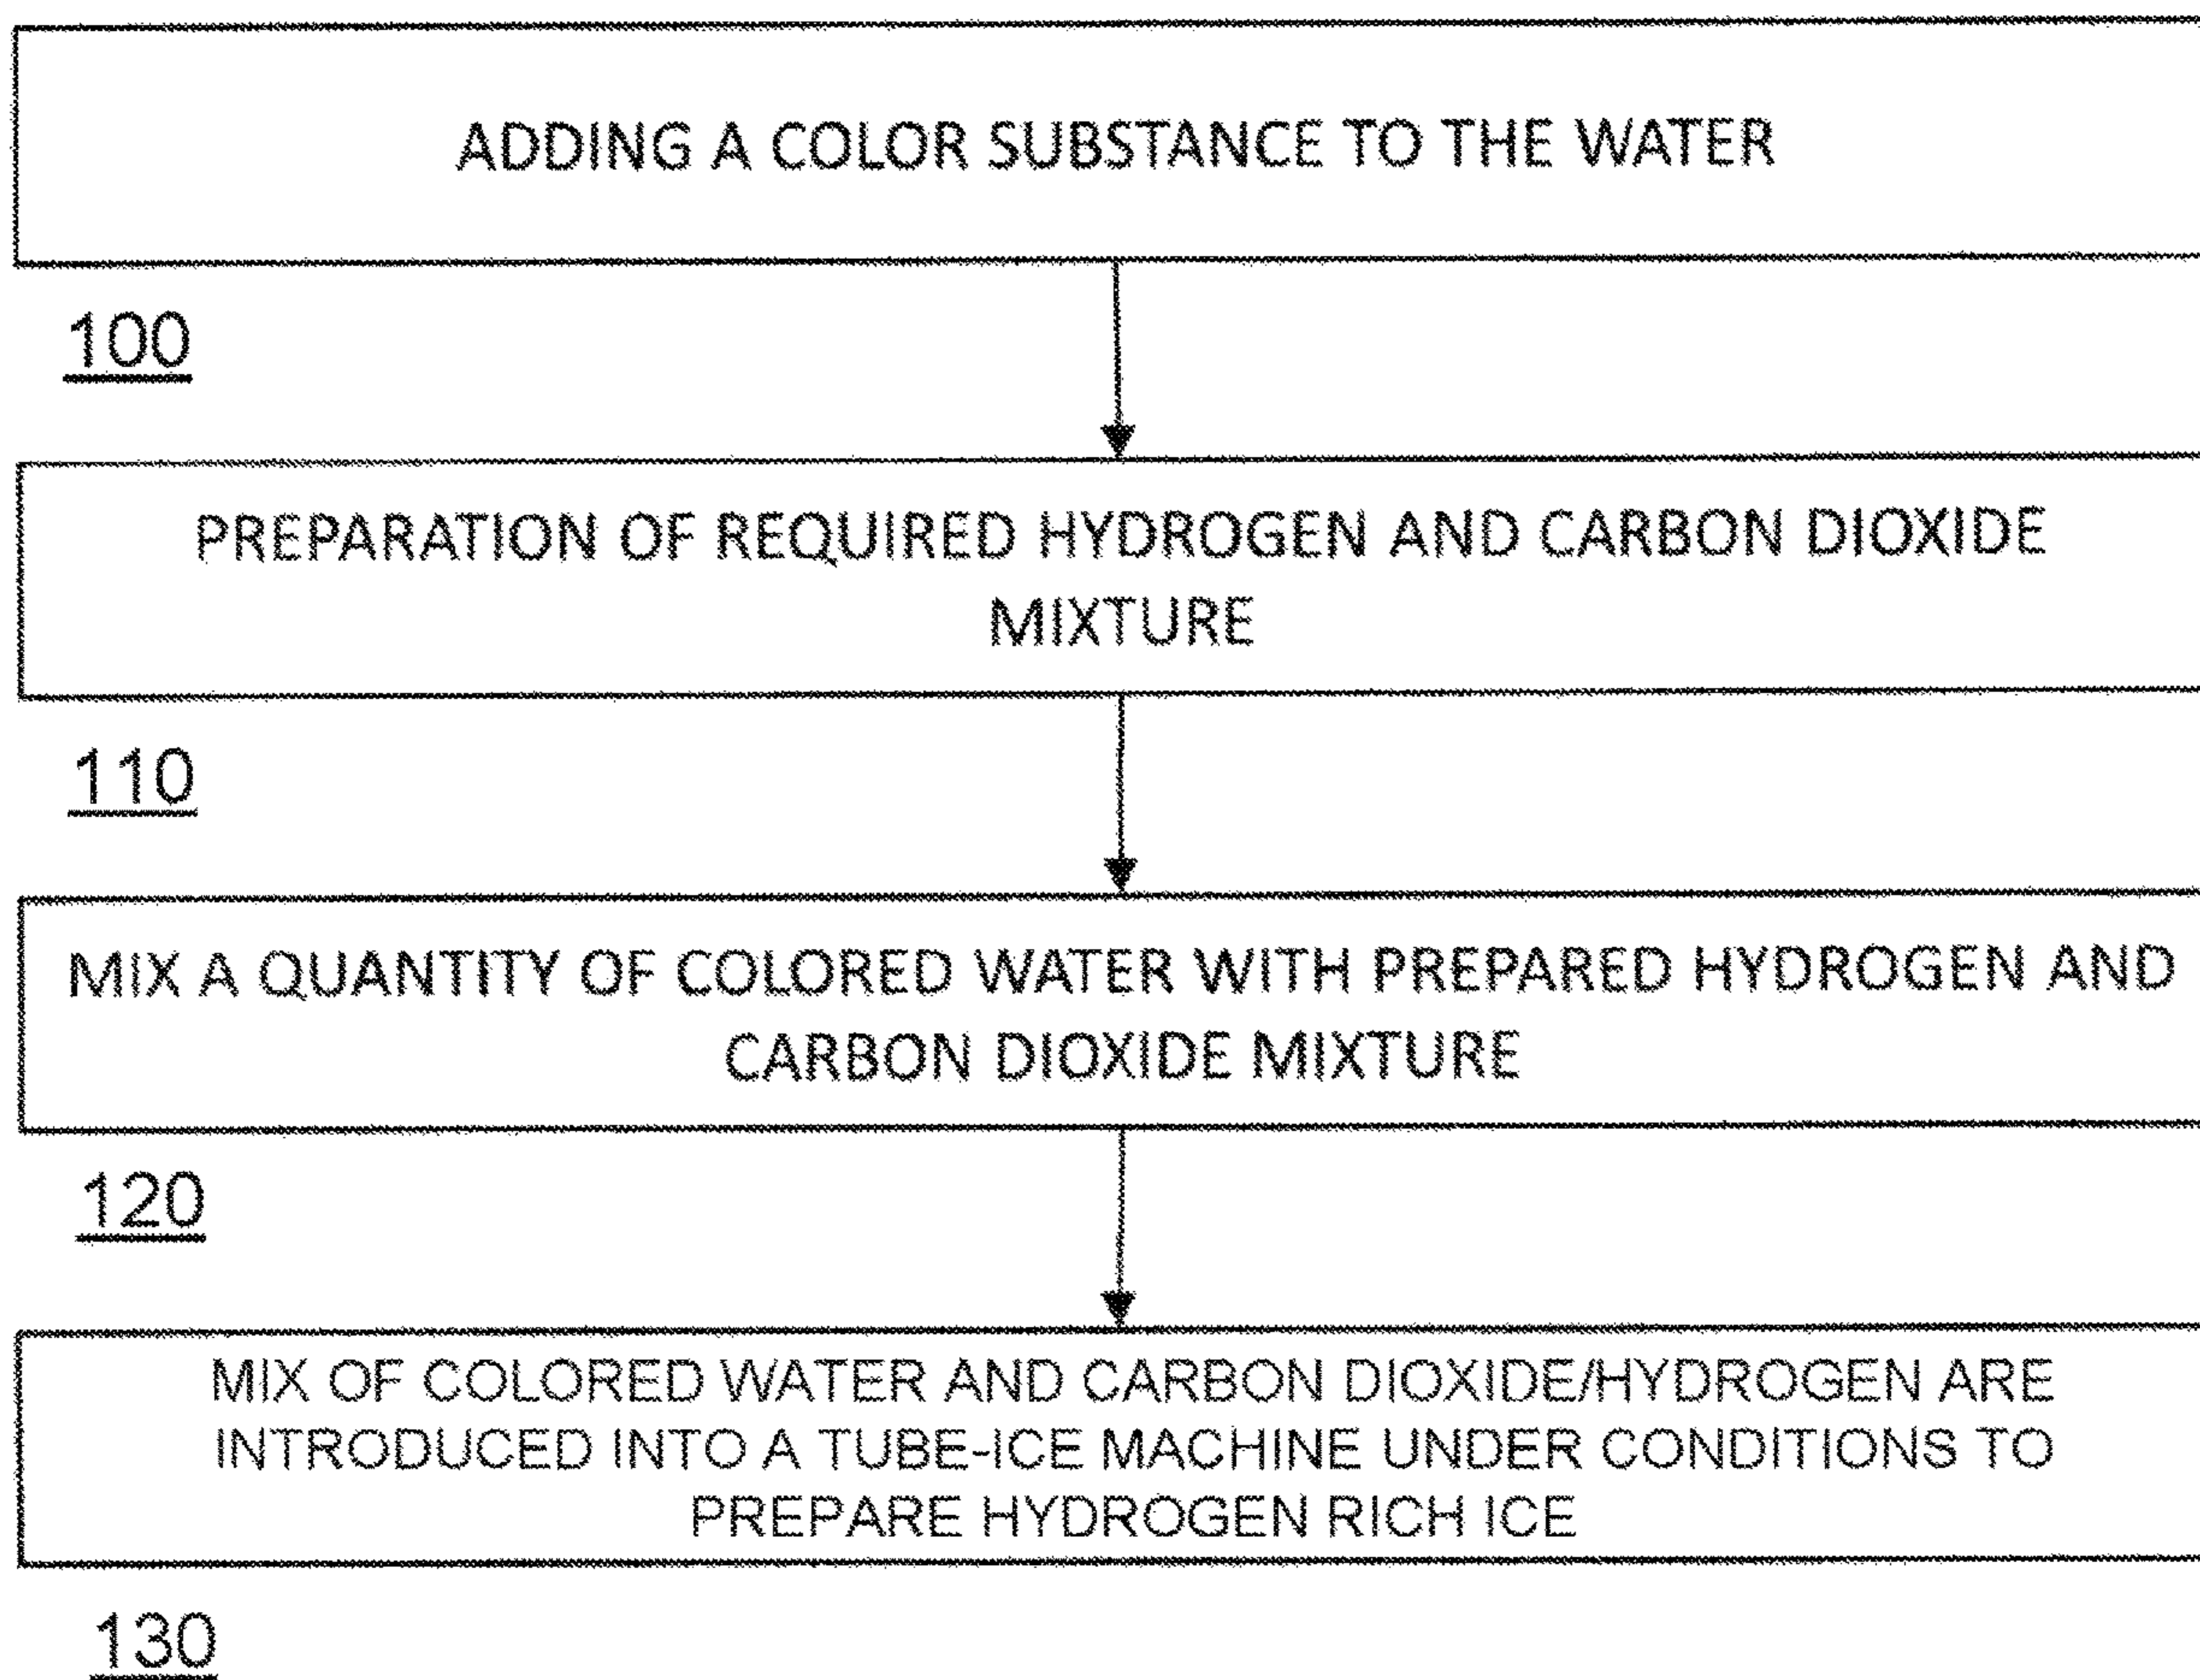 ADDING A COLOR SUBSTANCE TO THE WATER
100
PREPARATION OF REQUIRED HYDROGEN AND CARBON DIOXIDE
MIXTURE
110
MIX A QUANTITY OF COLORED WATER WITH PREPARED HYDROGEN AND
CARBON DIOXIDE MIXTURE
120
MIX OF COLORED WATER AND CARBON DIOXIDE/HYDROGEN ARE
INTRODUCED INTO A TUBE-ICE MACHINE UNDER CONDITIONS TO
PREPARE HYDROGEN RICH ICE
130